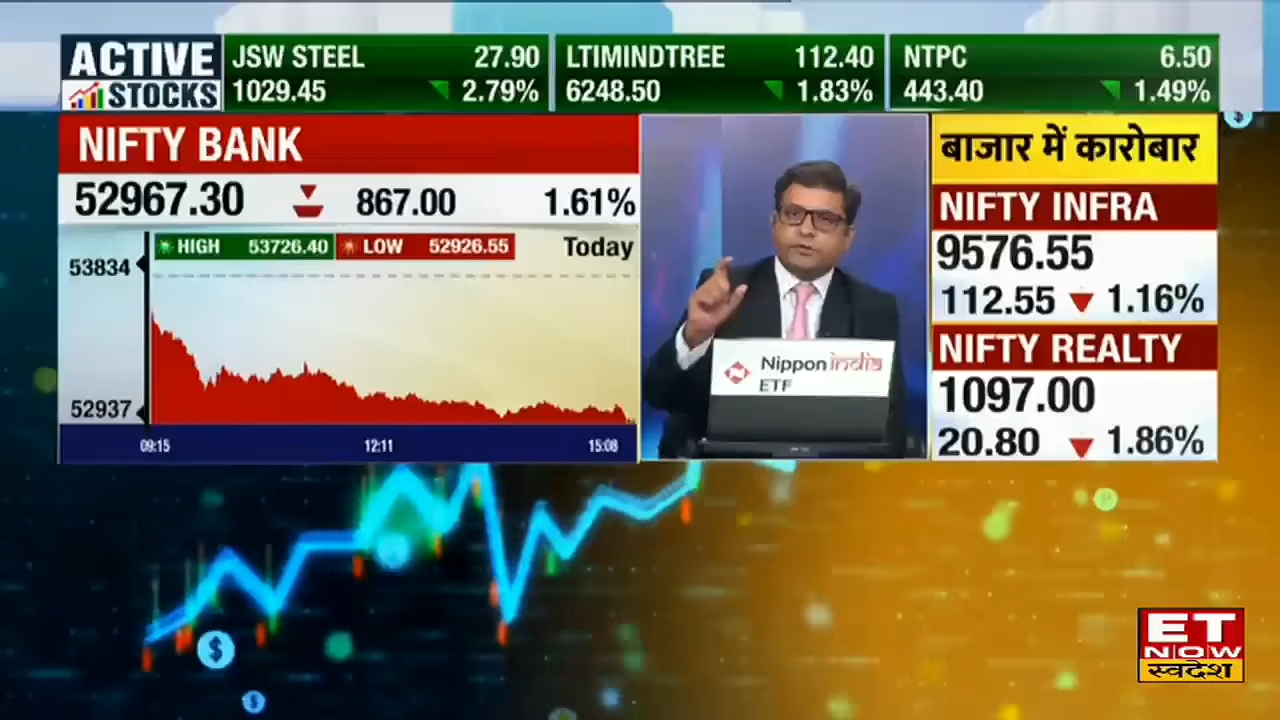 ACTIVE
STOCKS
JSW STEEL 27.90
1029.45 2.79%
LTIMINDTREE 112.40
6248.50 1.83%
NTPC 6.50
443.40 1.49%
NIFTY BANK
52967.30 867.00 1.61%
HIGH 53726.40 LOW 52926.55 Today
53834
52937
09:15 12:11 15:08
Nippon india
ETF
बाजार में कारोबार
NIFTY INFRA
9576.55
112.55 1.16%
NIFTY REALTY
1097.00
20.80 1.86%
$
$
$
ET
NOW
स्वदेश